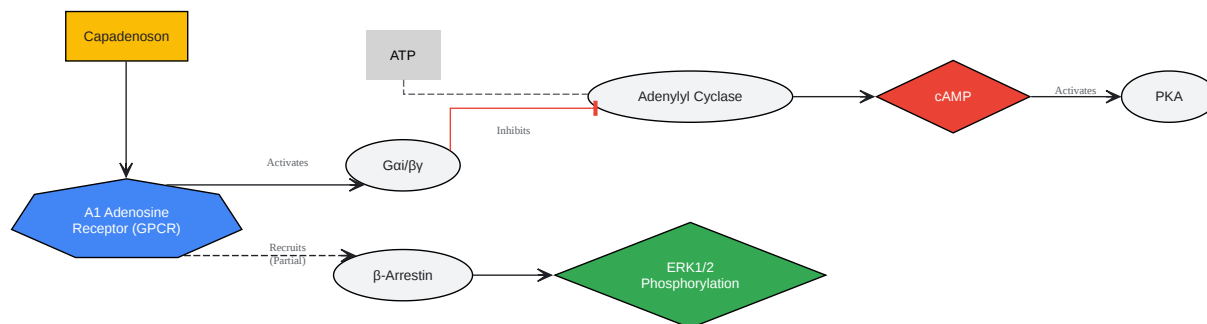 Capadenoson
ATP
Adenylyl Cyclase
cAMP
Activates
PKA
Inhibits
Activates
Gαi/βγ
A1 Adenosine
Receptor (GPCR)
Recruits
(Partial)
β-Arrestin
ERK1/2
Phosphorylation